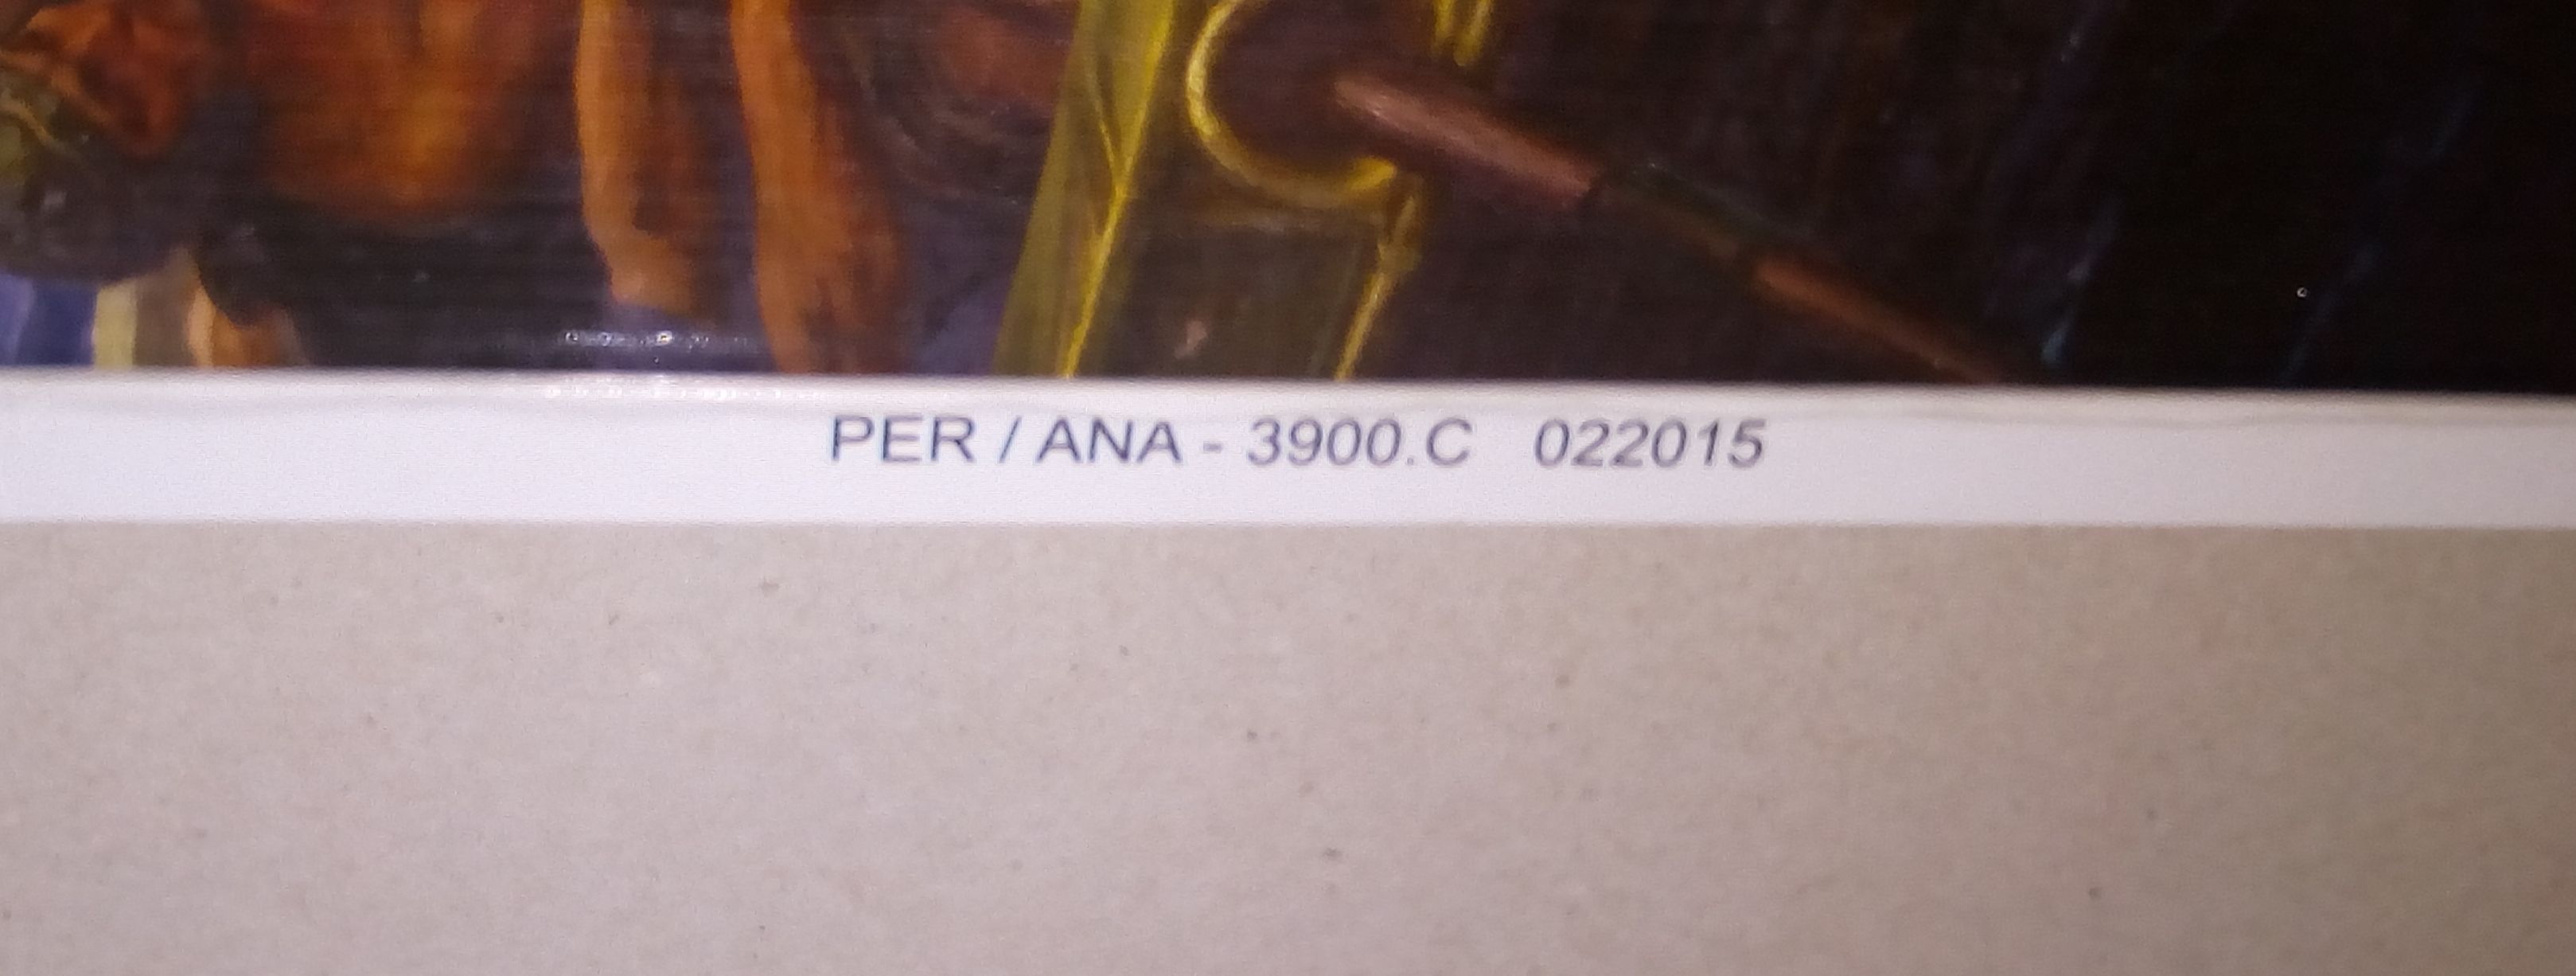 PER / ANA - 3900.C 022015